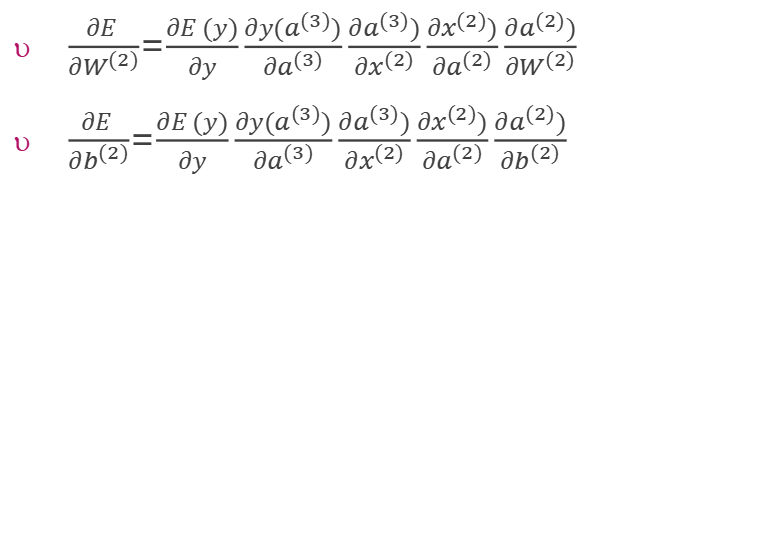 υ ∂E/∂W^(2) = ∂E (y)/∂y ∂y(a^(3))/∂a^(3) ∂a^(3))/∂x^(2) ∂x^(2))/∂a^(2) ∂a^(2))/∂W^(2)
υ ∂E/∂b^(2) = ∂E (y)/∂y ∂y(a^(3))/∂a^(3) ∂a^(3))/∂x^(2) ∂x^(2))/∂a^(2) ∂a^(2))/∂b^(2)